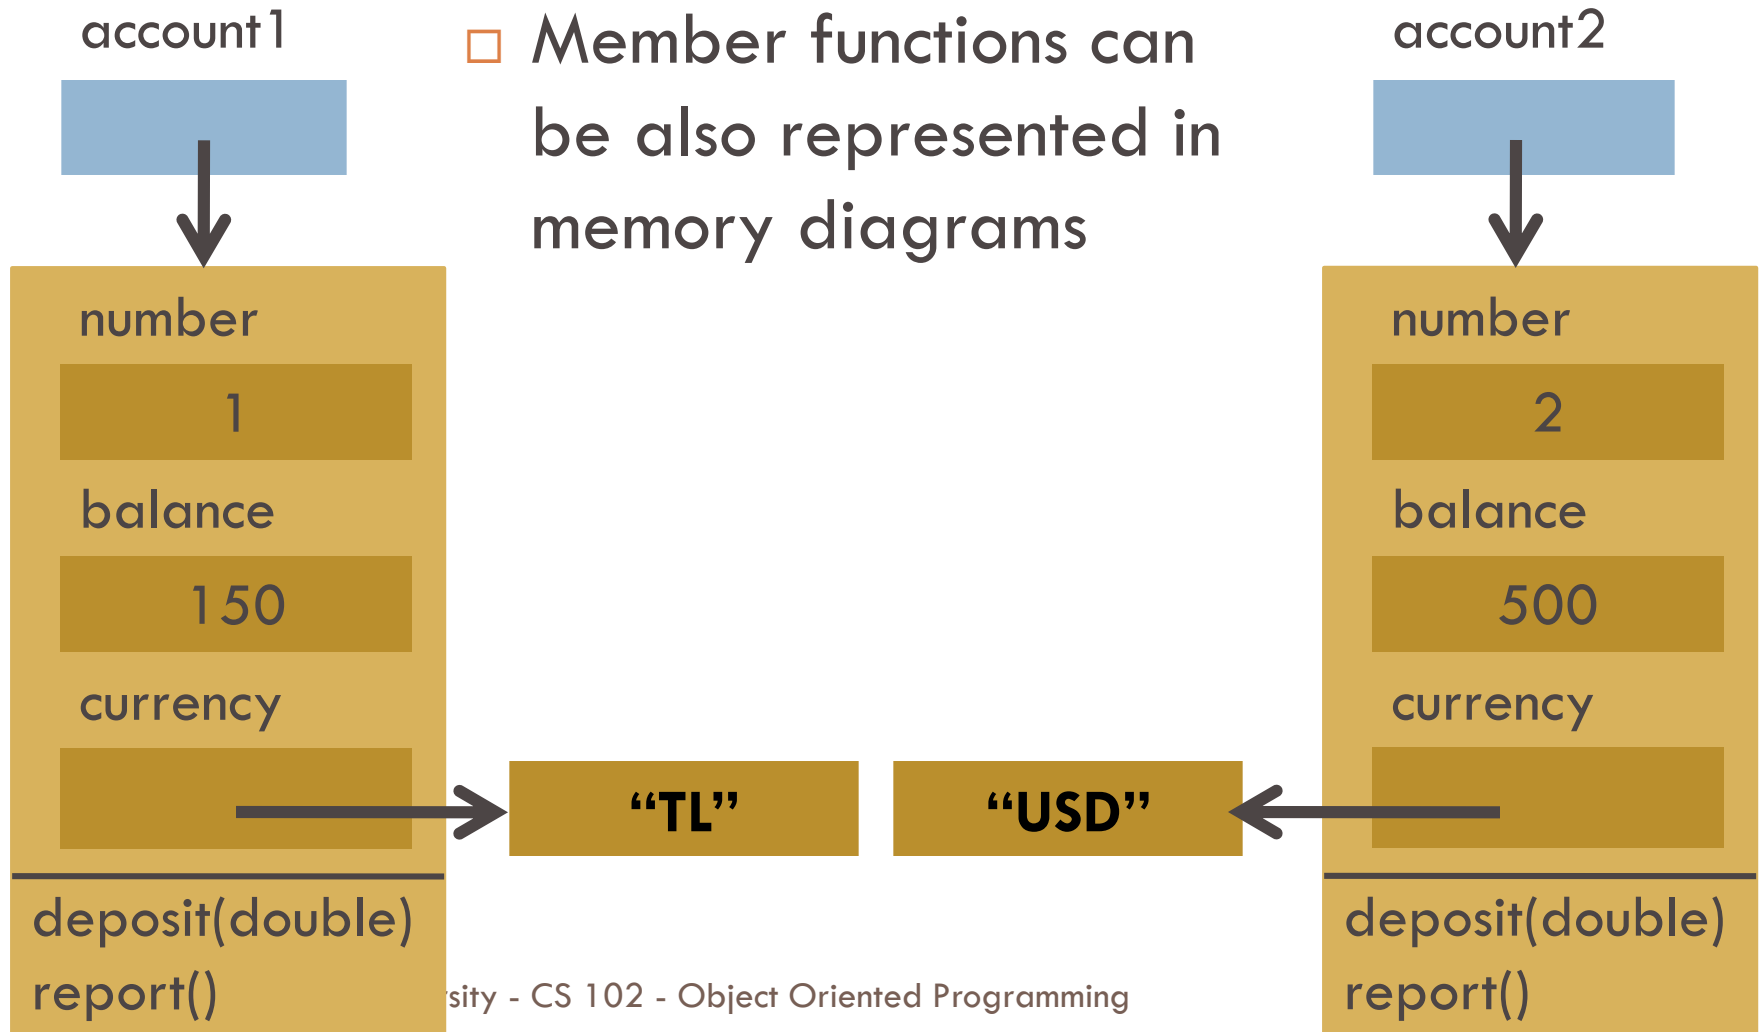 account1
□ Member functions can
be also represented in
memory diagrams
account2
number
1
balance
150
currency
deposit(double)
report()
“TL”
“USD”
number
2
balance
500
currency
deposit(double)
report()
- CS 102 - Object Oriented Programming